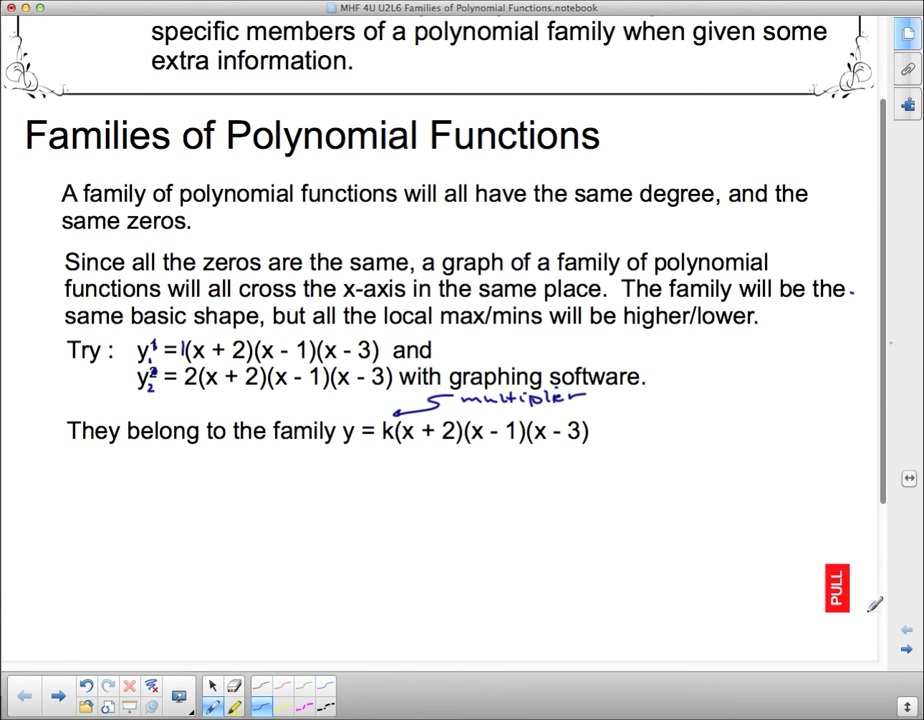 MHF 4U U2L6 Families of Polynomial Functions.notebook
specific members of a polynomial family when given some
extra information.
Families of Polynomial Functions
A family of polynomial functions will all have the same degree, and the
same zeros.
Since all the zeros are the same, a graph of a family of polynomial
functions will all cross the x-axis in the same place. The family will be the
same basic shape, but all the local max/mins will be higher/lower.
Try : y₁ = 1(x + 2)(x - 1)(x - 3) and
y₂ = 2(x + 2)(x - 1)(x - 3) with graphing software.
multiplier
They belong to the family y = k(x + 2)(x - 1)(x - 3)
PULL